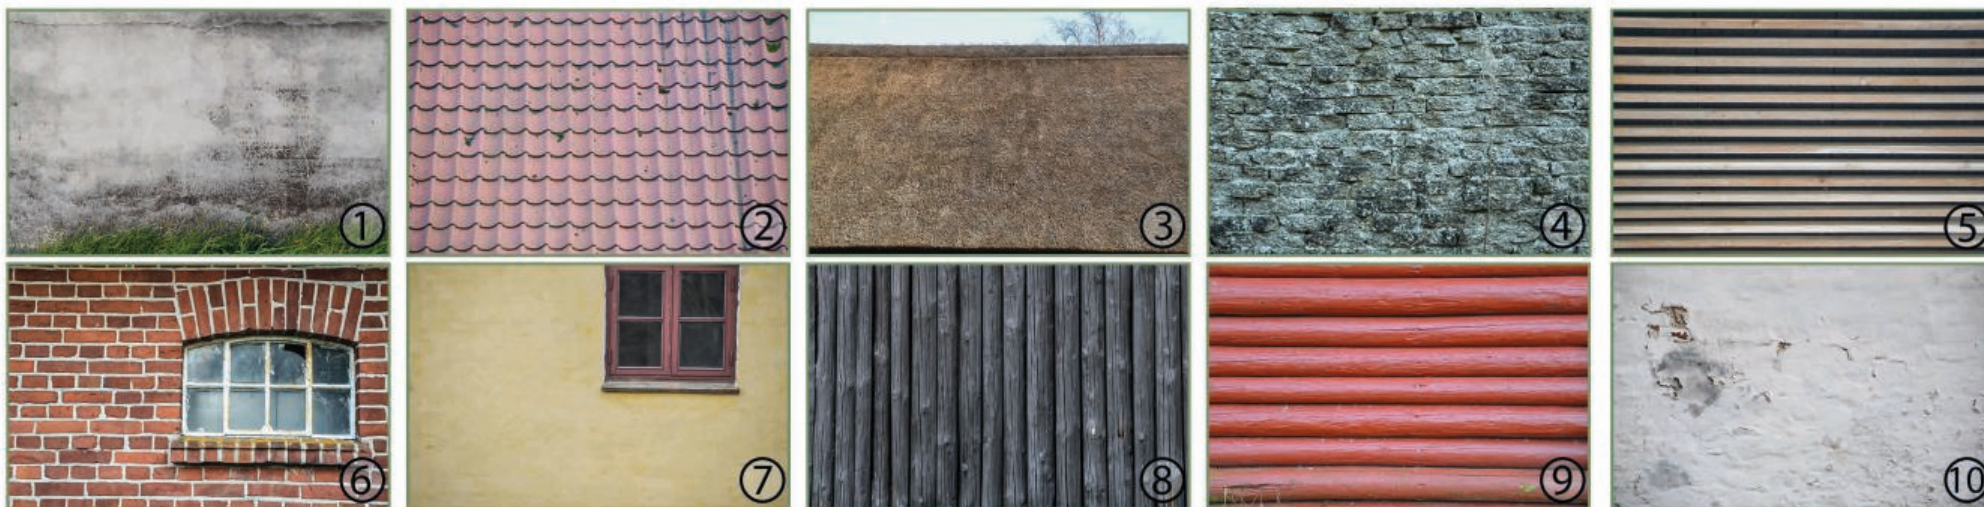 ① ② ③ ④ ⑤
⑥ ⑦ ⑧ ⑨ ⑩